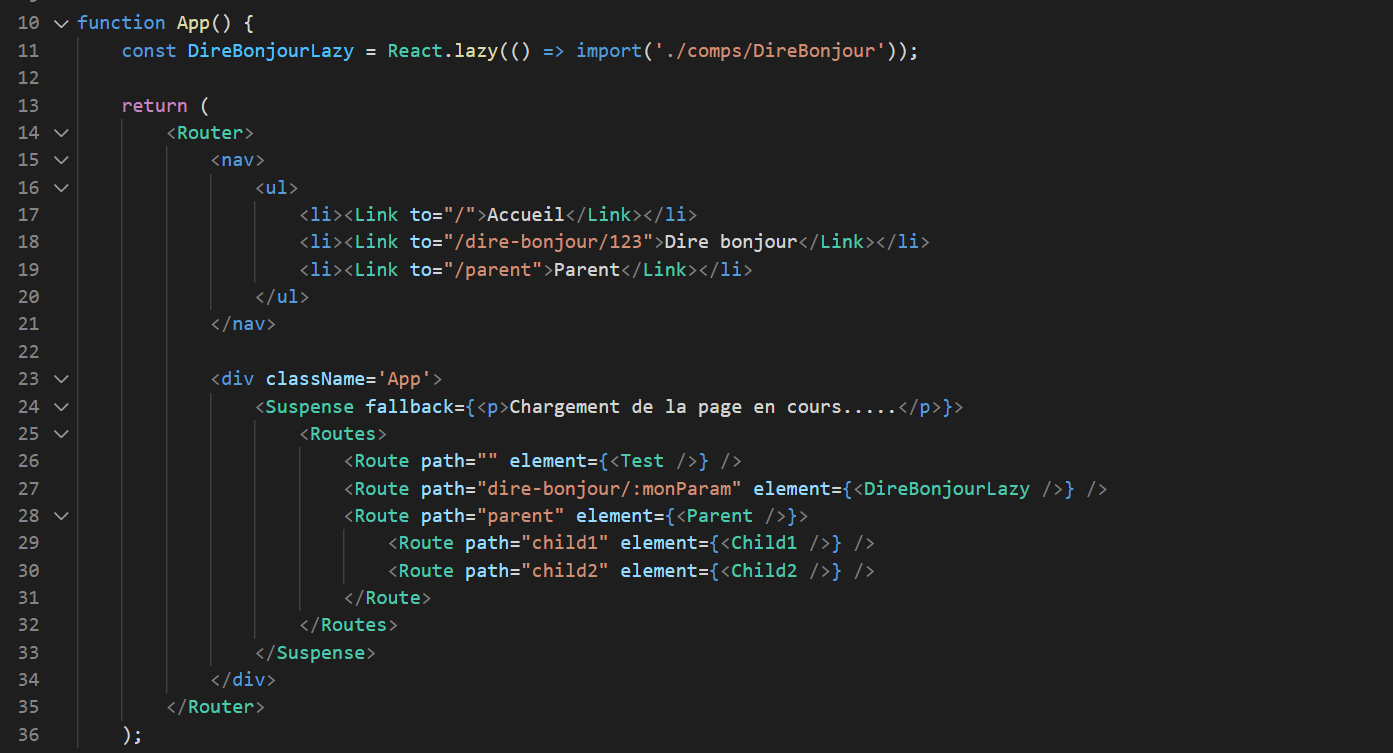 10 function App() {
11     const DireBonjourLazy = React.lazy(() => import('./comps/DireBonjour'));
12
13     return (
14         <Router>
15             <nav>
16                 <ul>
17                     <li><Link to="/">Accueil</Link></li>
18                     <li><Link to="/dire-bonjour/123">Dire bonjour</Link></li>
19                     <li><Link to="/parent">Parent</Link></li>
20                 </ul>
21             </nav>
22
23             <div className='App'>
24                 <Suspense fallback={<p>Chargement de la page en cours.....</p>}>
25                     <Routes>
26                         <Route path="" element={<Test />} />
27                         <Route path="dire-bonjour/:monParam" element={<DireBonjourLazy />} />
28                         <Route path="parent" element={<Parent />}>
29                             <Route path="child1" element={<Child1 />} />
30                             <Route path="child2" element={<Child2 />} />
31                         </Route>
32                     </Routes>
33                 </Suspense>
34             </div>
35         </Router>
36     );